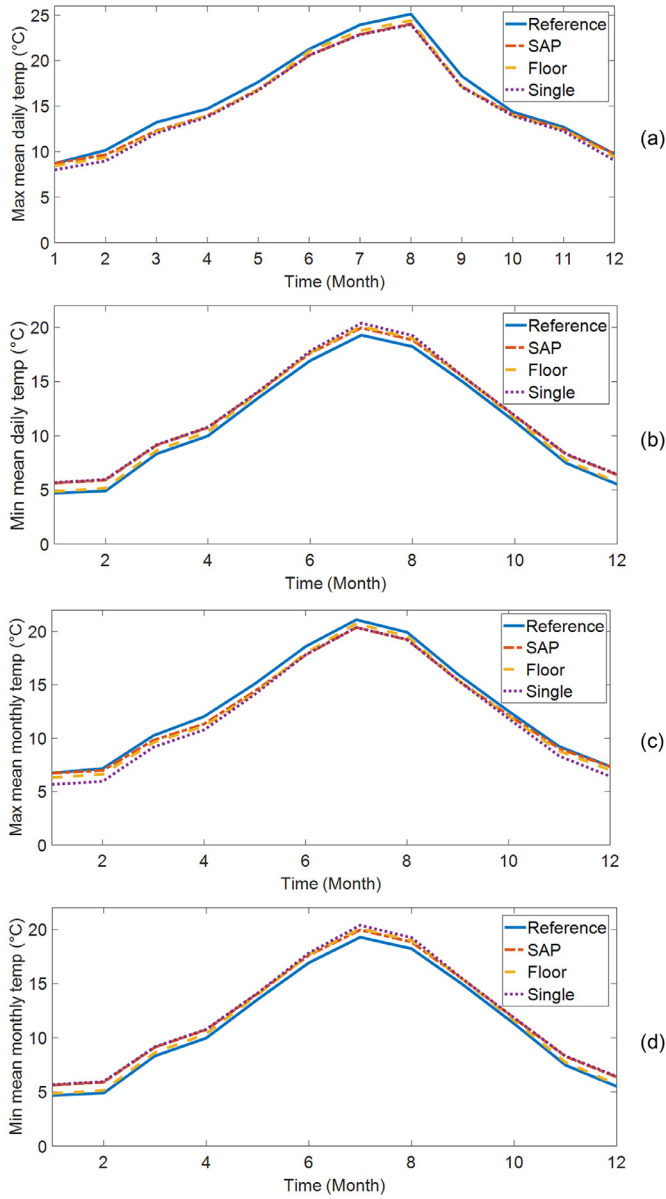 25
20
15
10
5
0
Max mean daily temp (°C)
Reference
SAP
Floor
Single
1 2 3 4 5 6 7 8 9 10 11 12
Time (Month)
(a)
20
15
10
5
0
Min mean daily temp (°C)
Reference
SAP
Floor
Single
2 4 6 8 10 12
Time (Month)
(b)
20
15
10
5
0
Max mean monthly temp (°C)
Reference
SAP
Floor
Single
2 4 6 8 10 12
Time (Month)
(c)
20
15
10
5
0
Min mean monthly temp (°C)
Reference
SAP
Floor
Single
2 4 6 8 10 12
Time (Month)
(d)